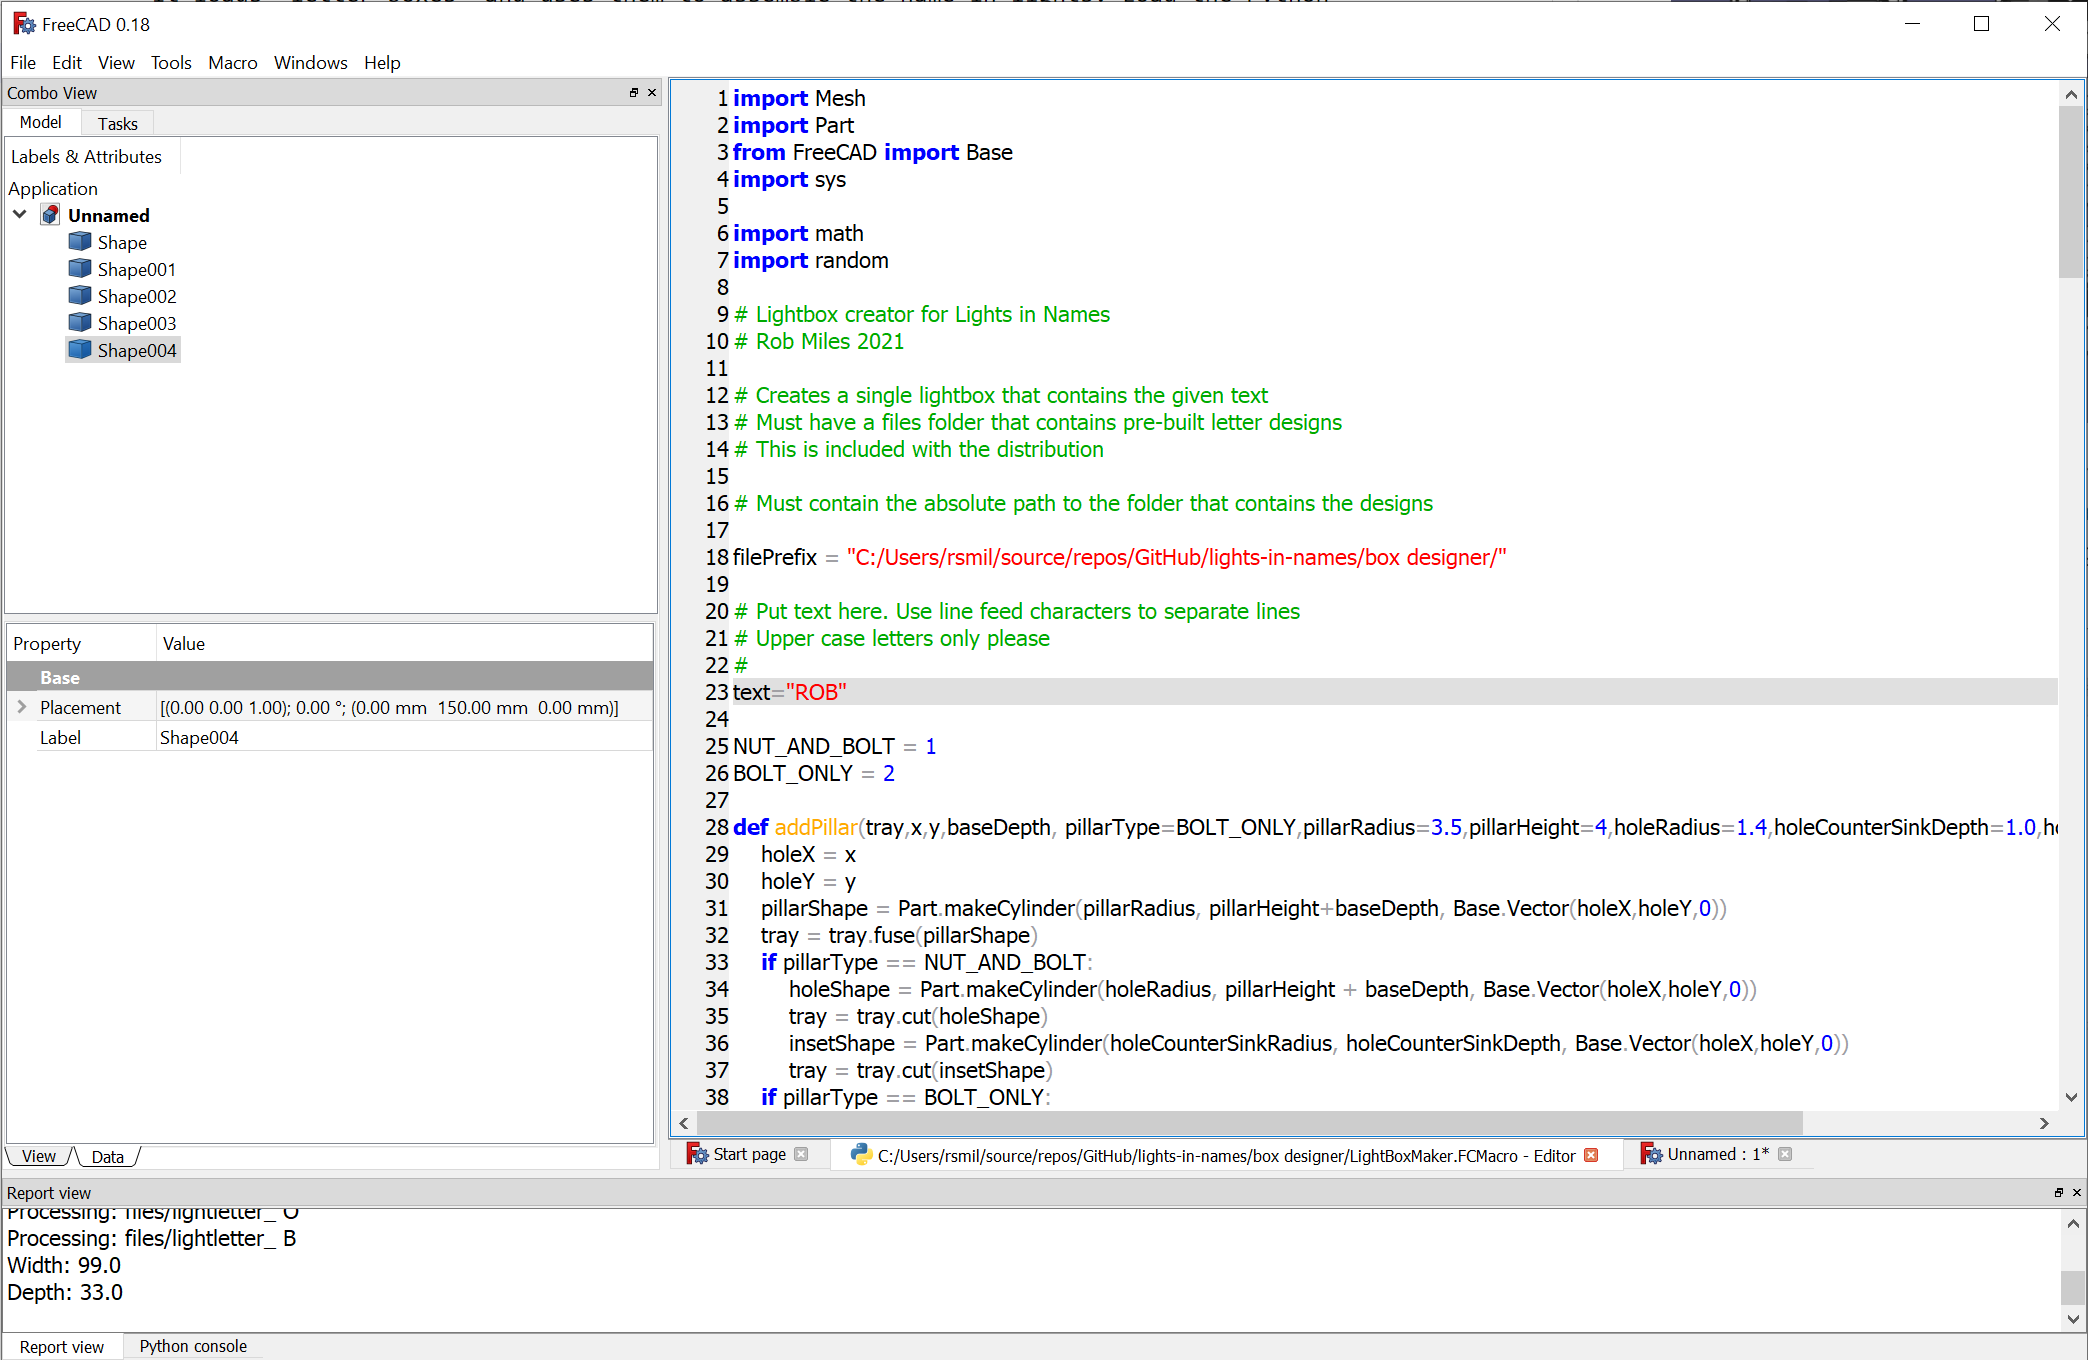 FreeCAD 0.18
File Edit View Tools Macro Windows Help
Combo View
Model Tasks
Labels & Attributes
Application
Unnamed
Shape
Shape001
Shape002
Shape003
Shape004
Property Value
Base
Placement [(0.00 0.00 1.00); 0.00 °; (0.00 mm 150.00 mm 0.00 mm)]
Label Shape004
View Data
1 import Mesh
2 import Part
3 from FreeCAD import Base
4 import sys
5
6 import math
7 import random
8
9 # Lightbox creator for Lights in Names
10 # Rob Miles 2021
11
12 # Creates a single lightbox that contains the given text
13 # Must have a files folder that contains pre-built letter designs
14 # This is included with the distribution
15
16 # Must contain the absolute path to the folder that contains the designs
17
18 filePrefix = "C:/Users/rsmil/source/repos/GitHub/lights-in-names/box designer/"
19
20 # Put text here. Use line feed characters to separate lines
21 # Upper case letters only please
22 #
23 text="ROB"
24
25 NUT_AND_BOLT = 1
26 BOLT_ONLY = 2
27
28 def addPillar(tray,x,y,baseDepth, pillarType=BOLT_ONLY,pillarRadius=3.5,pillarHeight=4,holeRadius=1.4,holeCounterSinkDepth=1.0,
29 holeX = x
30 holeY = y
31 pillarShape = Part.makeCylinder(pillarRadius, pillarHeight+baseDepth, Base.Vector(holeX,holeY,0))
32 tray = tray.fuse(pillarShape)
33 if pillarType == NUT_AND_BOLT:
34 holeShape = Part.makeCylinder(holeRadius, pillarHeight + baseDepth, Base.Vector(holeX,holeY,0))
35 tray = tray.cut(holeShape)
36 insetShape = Part.makeCylinder(holeCounterSinkRadius, holeCounterSinkDepth, Base.Vector(holeX,holeY,0))
37 tray = tray.cut(insetShape)
38 if pillarType == BOLT_ONLY:
Start page C:/Users/rsmil/source/repos/GitHub/lights-in-names/box designer/LightBoxMaker.FCMacro - Editor Unnamed : 1*
Report view
Processing: files/lightletter_ O
Processing: files/lightletter_ B
Width: 99.0
Depth: 33.0
Report view Python console